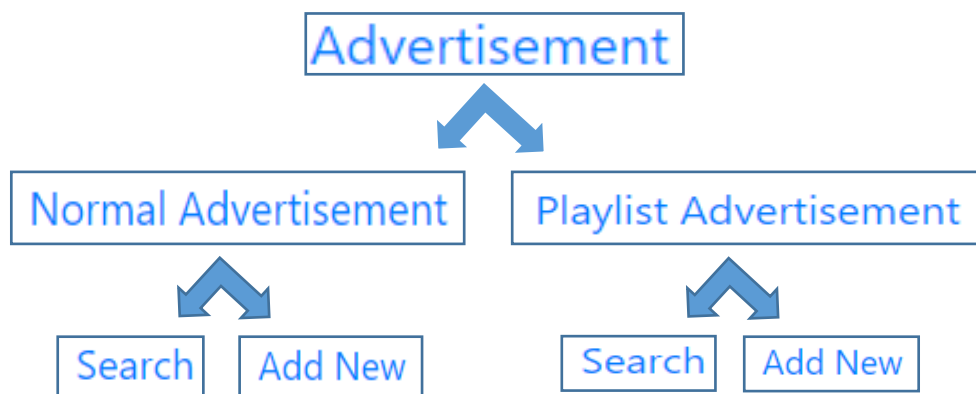 Advertisement
Normal Advertisement
Playlist Advertisement
Search
Add New
Search
Add New